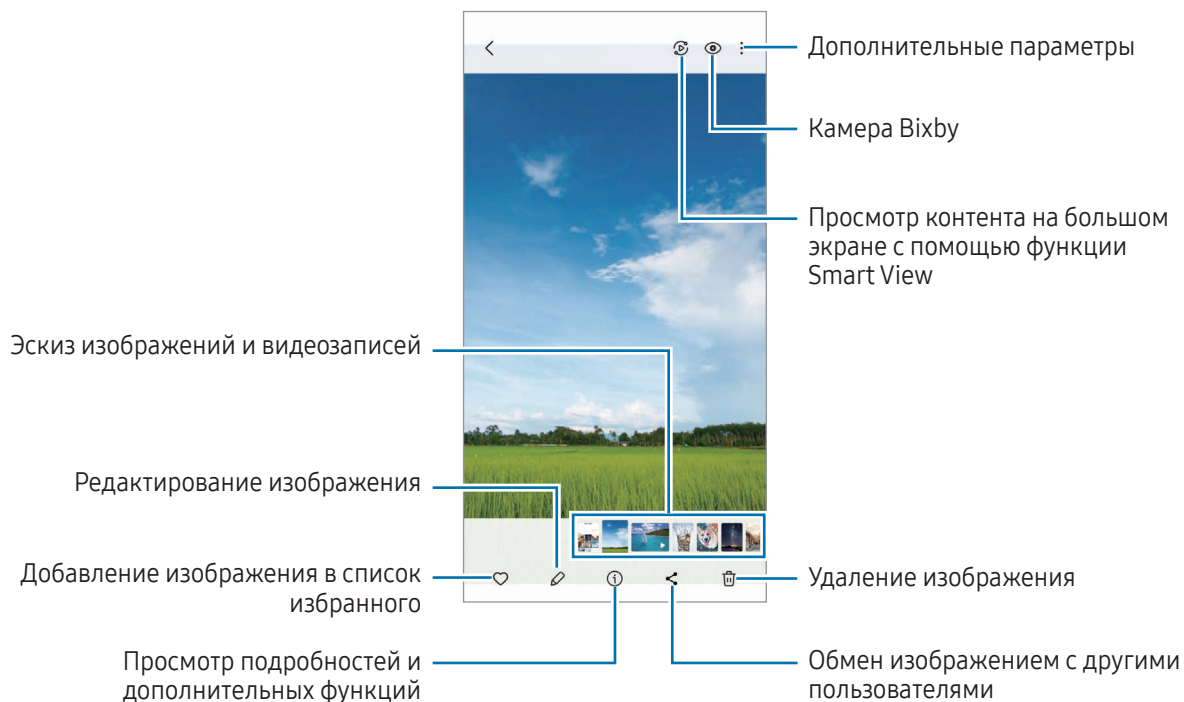 Дополнительные параметры
Камера Bixby
Просмотр контента на большом
экране с помощью функции
Smart View
Эскиз изображений и видеозаписей
Редактирование изображения
Добавление изображения в список
избранного
Удаление изображения
Просмотр подробностей и
дополнительных функций
Обмен изображением с другими
пользователями